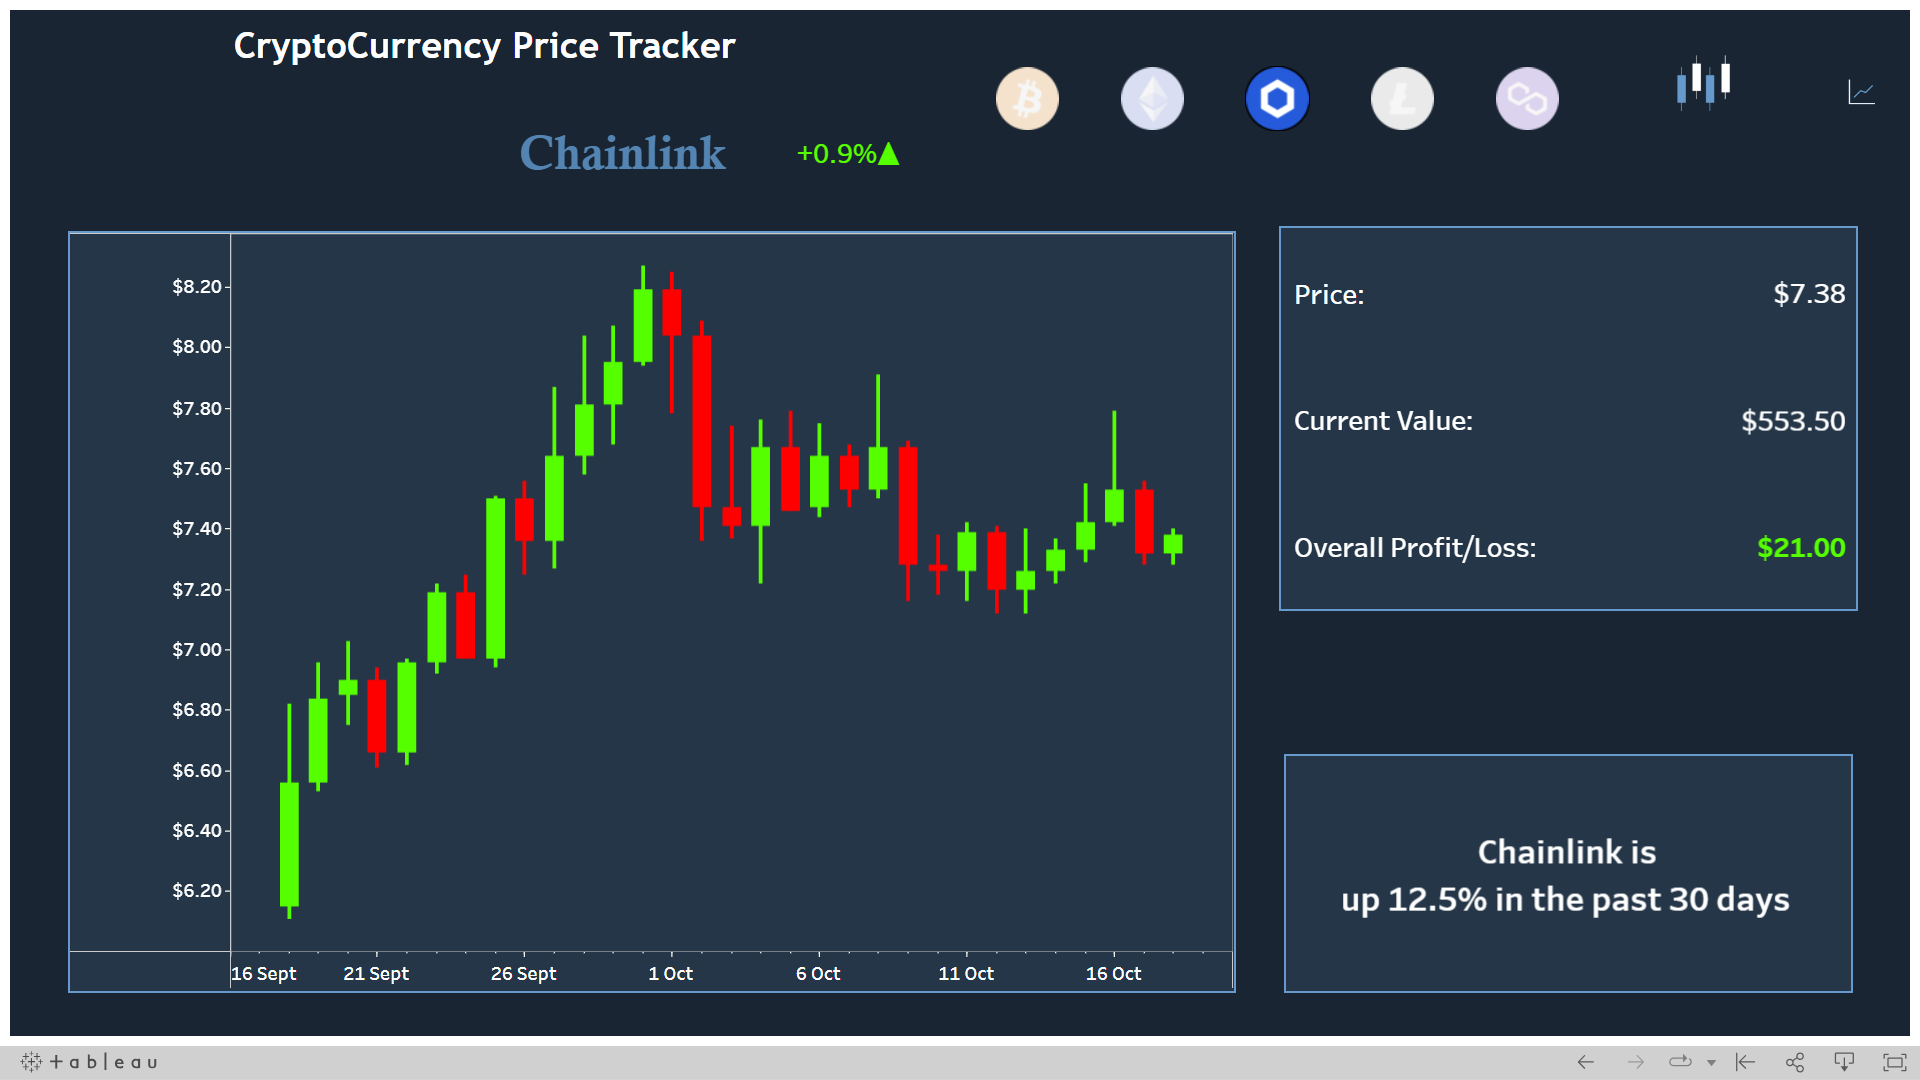 CryptoCurrency Price Tracker
Chainlink +0.9%▲
$8.20
$8.00
$7.80
$7.60
$7.40
$7.20
$7.00
$6.80
$6.60
$6.40
$6.20
16 Sept 21 Sept 26 Sept 1 Oct 6 Oct 11 Oct 16 Oct
Price: $7.38
Current Value: $553.50
Overall Profit/Loss: $21.00
Chainlink is
up 12.5% in the past 30 days
tableau